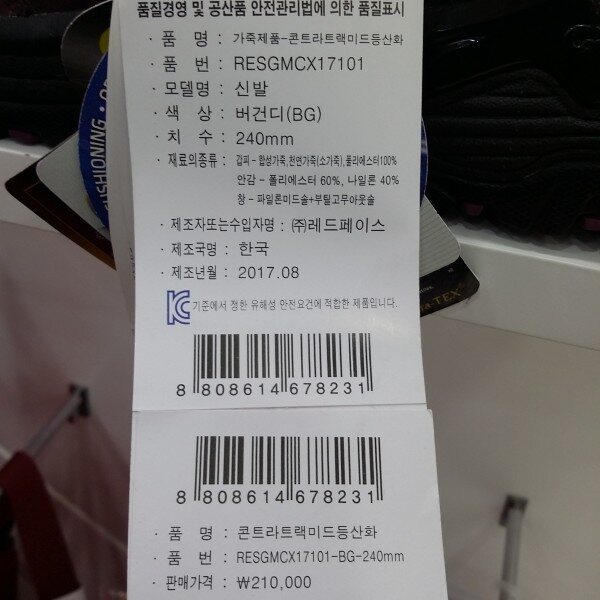 품질경영 및 공산품 안전관리법에 의한 품질표시
· 품 명 : 가죽제품-콘트라트랙미드등산화
· 품 번 : RESGMCX17101
· 모델명 : 신발
· 색 상 : 버건디(BG)
· 치 수 : 240mm
· 재료의종류 : 갑피 - 합성가죽,천연가죽(소가죽),폴리에스터100%
안감 - 폴리에스터 60%, 나일론 40%
창 - 파일론미드솔+부틸고무아웃솔
· 제조자또는수입자명 : ㈜레드페이스
· 제조국명 : 한국
· 제조년월 : 2017.08
기준에서 정한 유해성 안전요건에 적합한 제품입니다.
8 808614 678231
8 808614 678231
· 품 명 : 콘트라트랙미드등산화
· 품 번 : RESGMCX17101-BG-240mm
· 판매가격 : ₩210,000
CUSHIONING